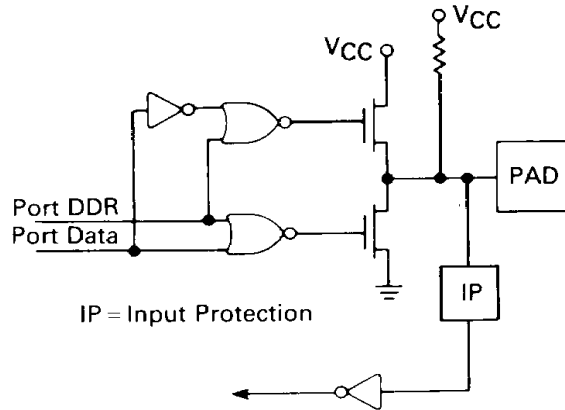 VCC
VCC
PAD
Port DDR
Port Data
IP
IP = Input Protection